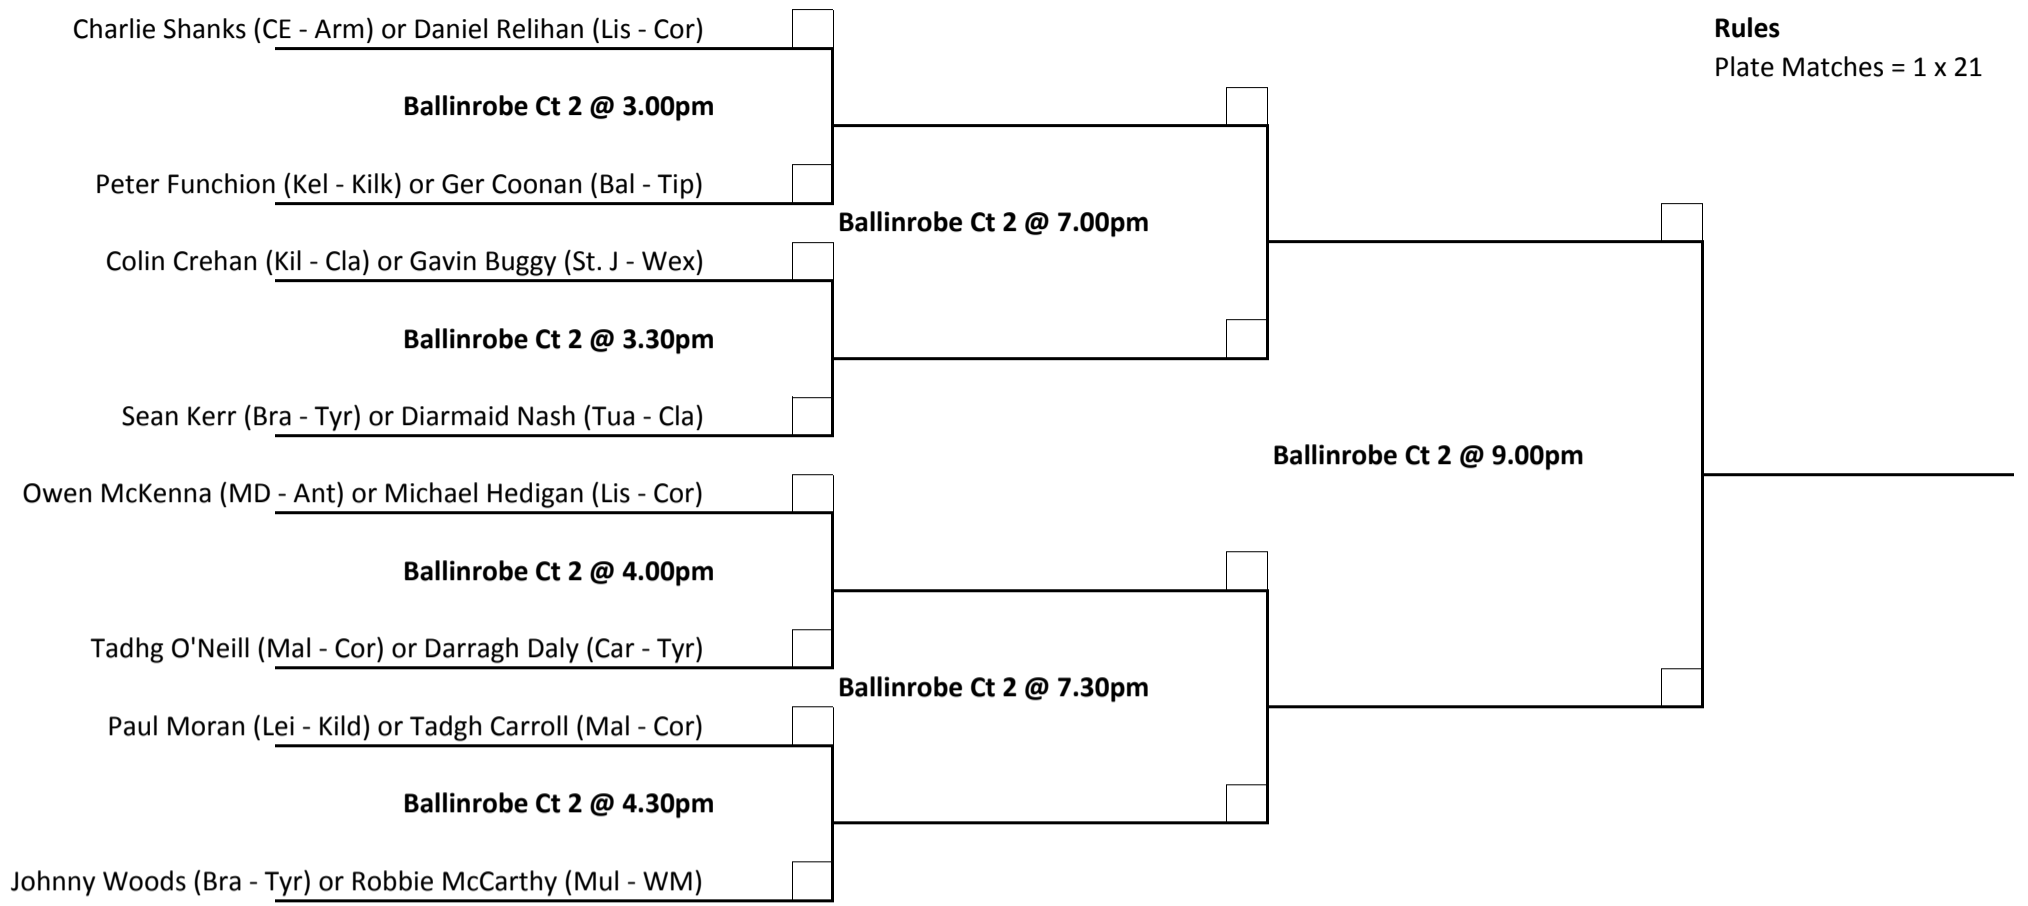 Charlie Shanks (CE - Arm) or Daniel Relihan (Lis - Cor)
Rules
Plate Matches = 1 x 21
Ballinrobe Ct 2 @ 3.00pm
Peter Funchion (Kel - Kilk) or Ger Coonan (Bal - Tip)
Ballinrobe Ct 2 @ 7.00pm
Colin Crehan (Kil - Cla) or Gavin Buggy (St. J - Wex)
Ballinrobe Ct 2 @ 3.30pm
Sean Kerr (Bra - Tyr) or Diarmaid Nash (Tua - Cla)
Ballinrobe Ct 2 @ 9.00pm
Owen McKenna (MD - Ant) or Michael Hedigan (Lis - Cor)
Ballinrobe Ct 2 @ 4.00pm
Tadhg O'Neill (Mal - Cor) or Darragh Daly (Car - Tyr)
Ballinrobe Ct 2 @ 7.30pm
Paul Moran (Lei - Kild) or Tadgh Carroll (Mal - Cor)
Ballinrobe Ct 2 @ 4.30pm
Johnny Woods (Bra - Tyr) or Robbie McCarthy (Mul - WM)